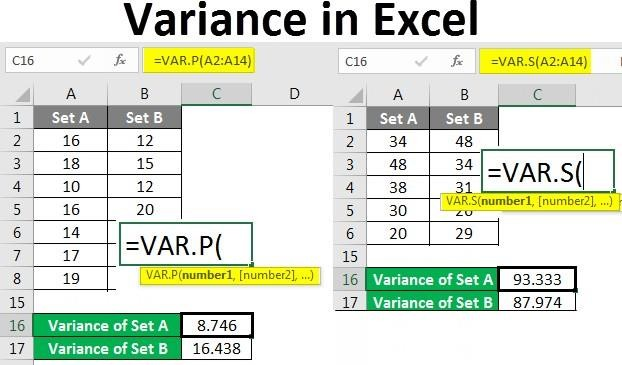 Variance in Excel
C16 fx =VAR.P(A2:A14)
A B C D
1 Set A Set B
2 16 12
3 18 15
4 10 12
5 16 20
6 14
7 17
8 19
=VAR.P(
VAR.P(number1, [number2], ...)
15
16 Variance of Set A 8.746
17 Variance of Set B 16.438
C16 fx =VAR.S(A2:A14)
A B C
1 Set A Set B
2 34 48
3 48 34
4 38 31
5 30
6 20 29
=VAR.S(
VAR.S(number1, [number2], ...)
15
16 Variance of Set A 93.333
17 Variance of Set B 87.974